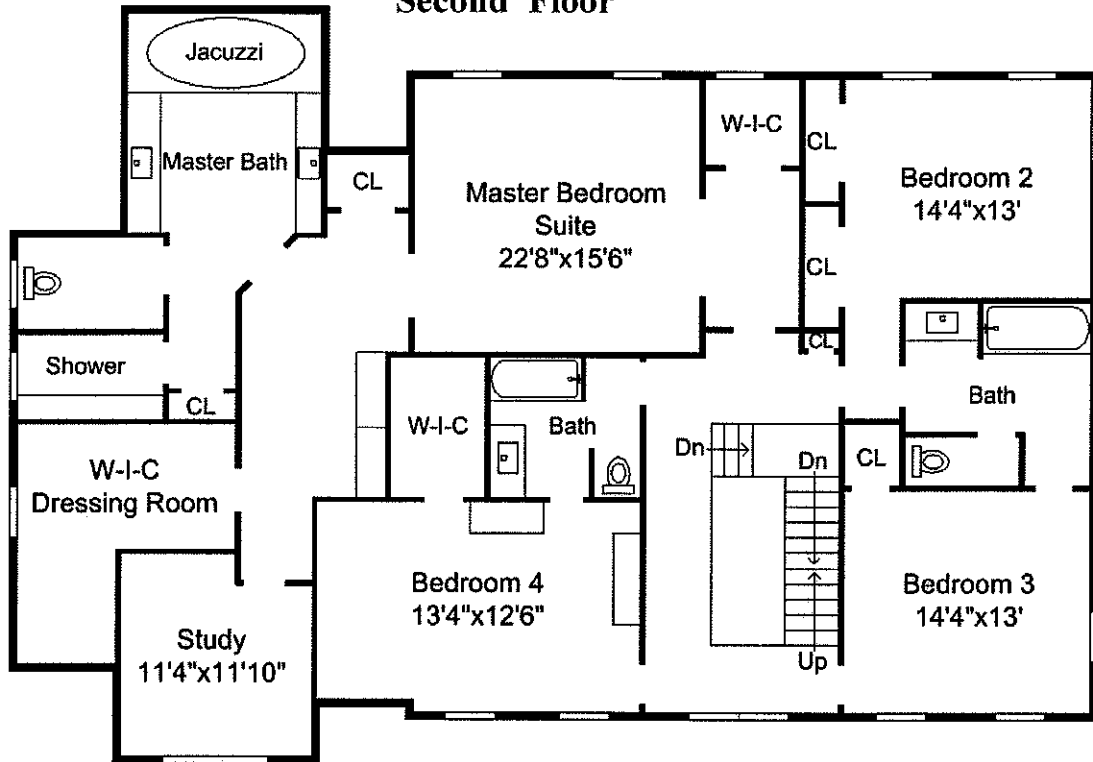 Second Floor
Jacuzzi
Master Bath
CL
Master Bedroom
Suite
22'8"x15'6"
W-I-C
CL
Bedroom 2
14'4"x13'
CL
CL
Shower
CL
W-I-C
Dressing Room
W-I-C
Bath
Bath
Dn
Dn
CL
Bedroom 4
13'4"x12'6"
Bedroom 3
14'4"x13'
Study
11'4"x11'10"
Up